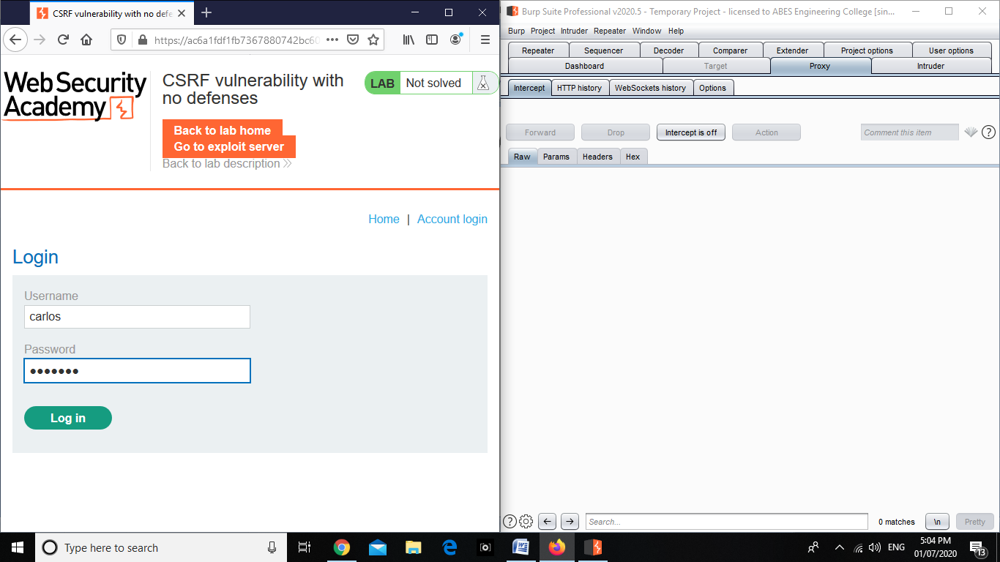 CSRF vulnerability with no defe
https://ac6a1fdf1fb7367880742bc60
Web Security
Academy
CSRF vulnerability with
no defenses
LAB Not solved
Back to lab home
Go to exploit server
Back to lab description
Home | Account login
Login
Username
carlos
Password
Log in
Burp Suite Professional v2020.5 - Temporary Project - licensed to ABES Engineering College [sin...
Burp Project Intruder Repeater Window Help
Repeater Sequencer Decoder Comparer Extender Project options User options
Dashboard Target Proxy Intruder
Intercept HTTP history WebSockets history Options
Forward Drop Intercept is off Action Comment this item ?
Raw Params Headers Hex
? Search... 0 matches \n Pretty
Type here to search
ENG
5:04 PM
01/07/2020
13